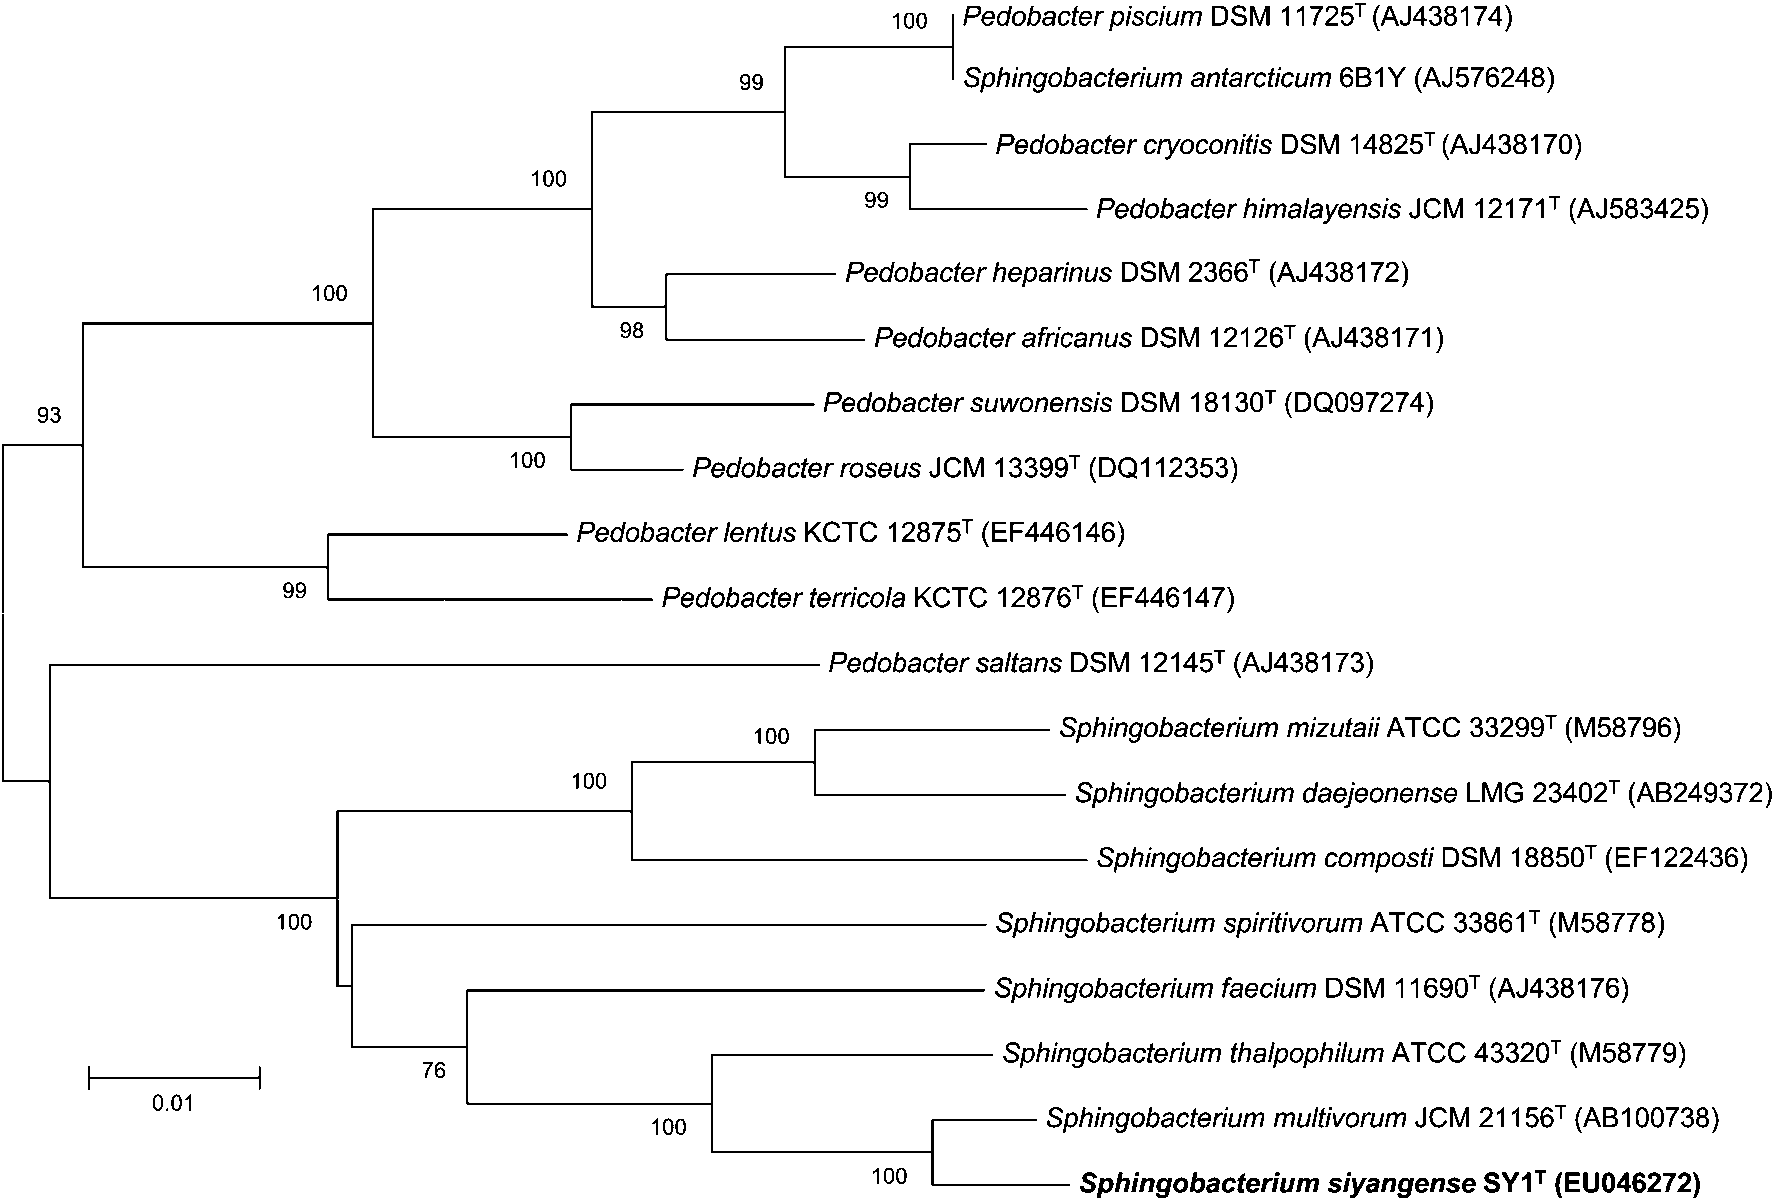 100
Pedobacter piscium DSM 11725ᵀ (AJ438174)
99
Sphingobacterium antarcticum 6B1Y (AJ576248)
Pedobacter cryoconitis DSM 14825ᵀ (AJ438170)
100
99
Pedobacter himalayensis JCM 12171ᵀ (AJ583425)
Pedobacter heparinus DSM 2366ᵀ (AJ438172)
100
98
Pedobacter africanus DSM 12126ᵀ (AJ438171)
Pedobacter suwonensis DSM 18130ᵀ (DQ097274)
93
100
Pedobacter roseus JCM 13399ᵀ (DQ112353)
Pedobacter lentus KCTC 12875ᵀ (EF446146)
99
Pedobacter terricola KCTC 12876ᵀ (EF446147)
Pedobacter saltans DSM 12145ᵀ (AJ438173)
100
Sphingobacterium mizutaii ATCC 33299ᵀ (M58796)
100
Sphingobacterium daejeonense LMG 23402ᵀ (AB249372)
Sphingobacterium composti DSM 18850ᵀ (EF122436)
100
Sphingobacterium spiritivorum ATCC 33861ᵀ (M58778)
Sphingobacterium faecium DSM 11690ᵀ (AJ438176)
76
Sphingobacterium thalpophilum ATCC 43320ᵀ (M58779)
0.01
100
Sphingobacterium multivorum JCM 21156ᵀ (AB100738)
100
Sphingobacterium siyangense SY1ᵀ (EU046272)